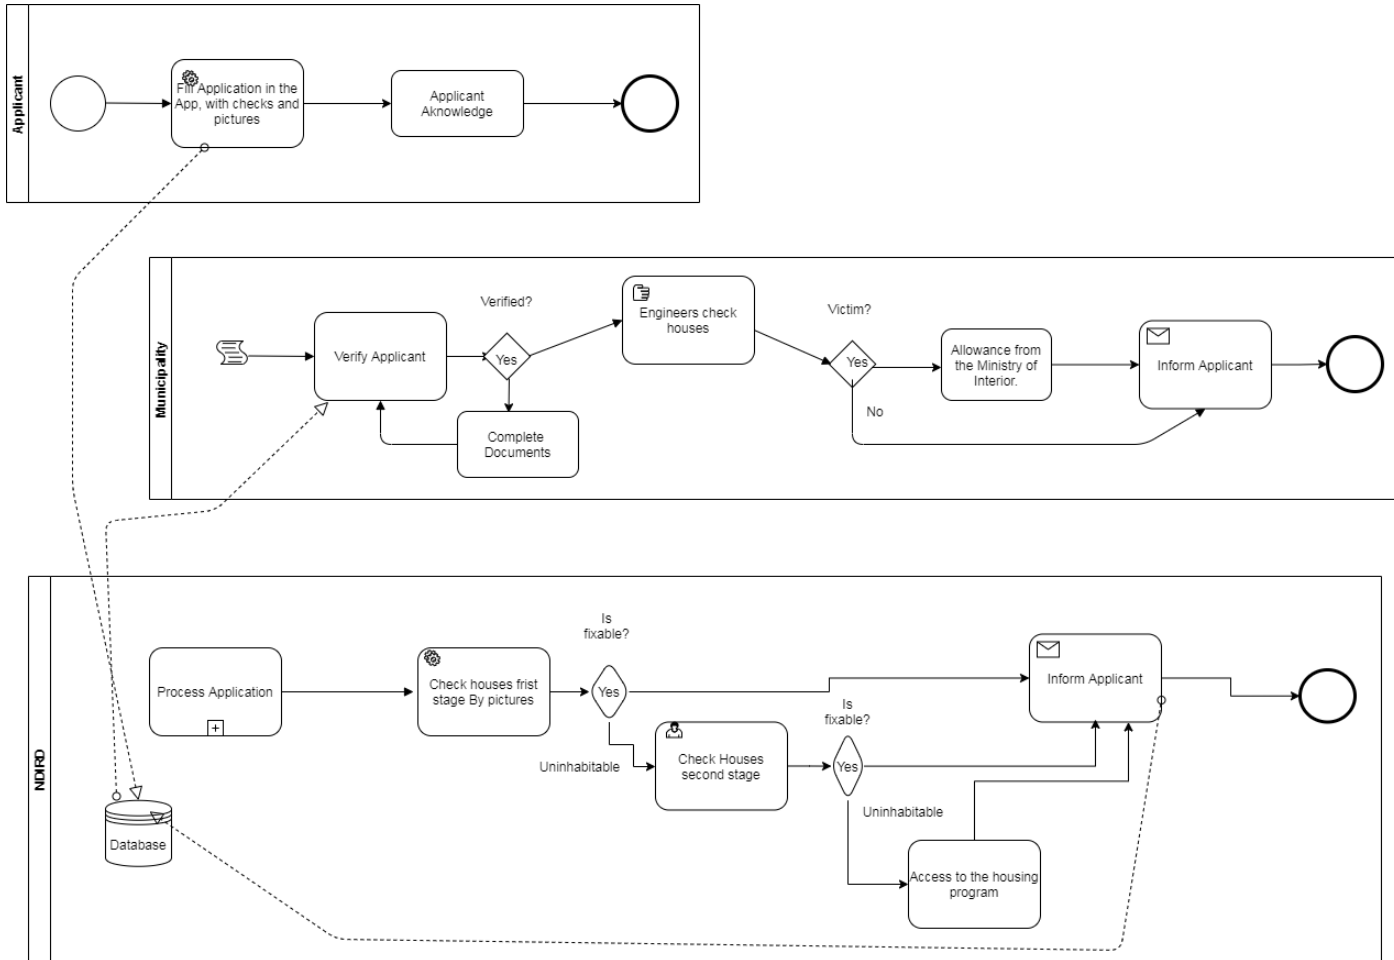 Applicant
Fill Application in the
App, with checks and
pictures
Applicant
Aknowledge
Municipality
Verify Applicant
Verified?
Yes
Complete
Documents
Engineers check
houses
Victim?
Yes
No
Allowance from
the Ministry of
Interior.
Inform Applicant
NDIRD
Process Application
Database
Check houses frist
stage By pictures
Is
fixable?
Yes
Uninhabitable
Check Houses
second stage
Is
fixable?
Yes
Uninhabitable
Access to the housing
program
Inform Applicant